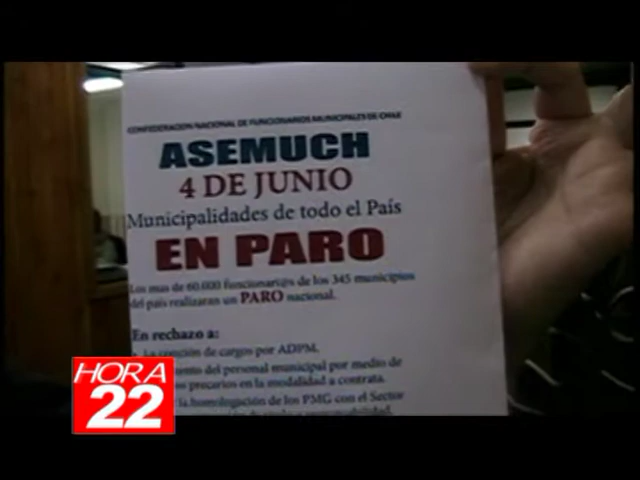 CONFEDERACION NACIONAL DE FUNCIONARIOS MUNICIPALES DE CHILE
ASEMUCH
4 DE JUNIO
Municipalidades de todo el País
EN PARO
Los mas de 60.000 funcionari@s de los 345 municipios
del país realizaran un PARO nacional.
En rechazo a:
de cargos por ADPM.
del personal municipal por medio de
precarios en la modalidad a contrata.
la homologación de los PMG con el Sector
HORA
22